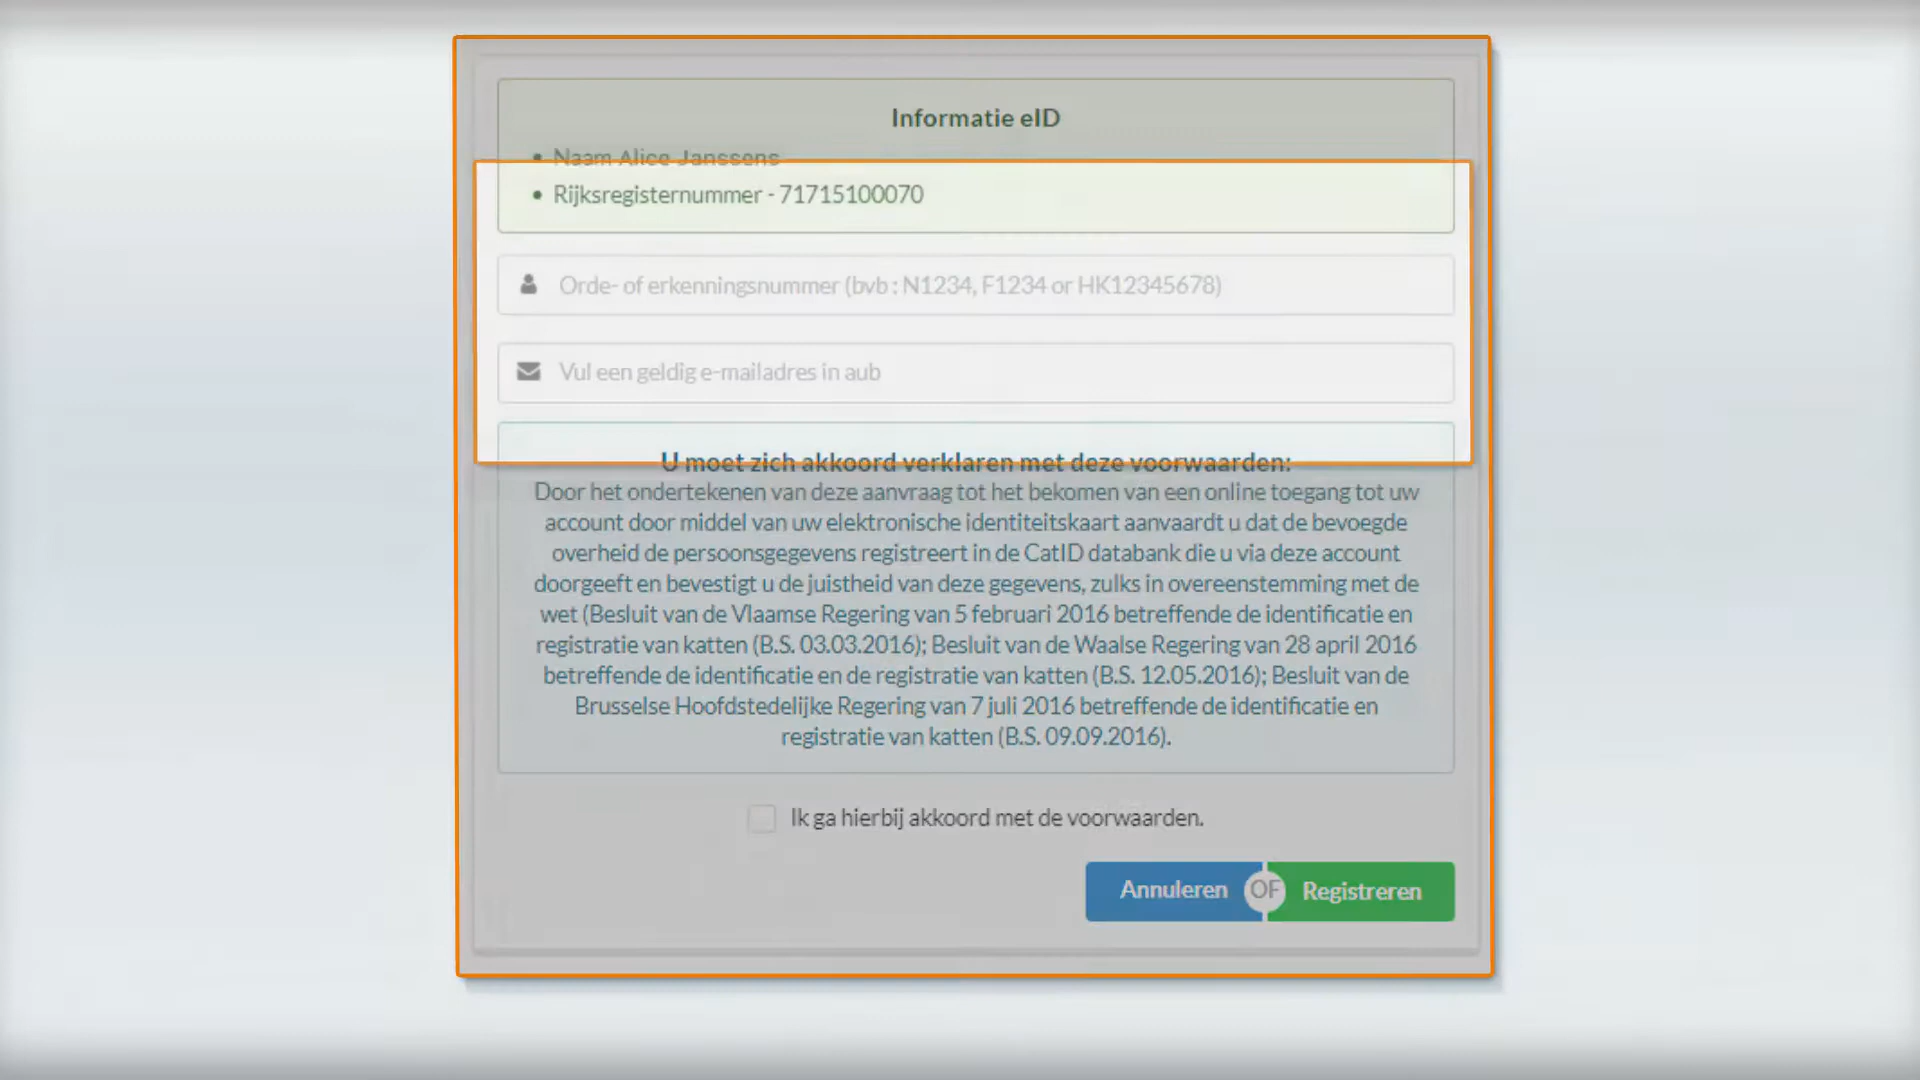 Informatie eID
• Naam Alice Janssens
• Rijksregisternummer - 71715100070
Orde- of erkenningsnummer (bvb : N1234, F1234 or HK12345678)
Vul een geldig e-mailadres in aub
U moet zich akkoord verklaren met deze voorwaarden:
Door het ondertekenen van deze aanvraag tot het bekomen van een online toegang tot uw
account door middel van uw elektronische identiteitskaart aanvaardt u dat de bevoegde
overheid de persoonsgegevens registreert in de CatID databank die u via deze account
doorgeeft en bevestigt u de juistheid van deze gegevens, zulks in overeenstemming met de
wet (Besluit van de Vlaamse Regering van 5 februari 2016 betreffende de identificatie en
registratie van katten (B.S. 03.03.2016); Besluit van de Waalse Regering van 28 april 2016
betreffende de identificatie en de registratie van katten (B.S. 12.05.2016); Besluit van de
Brusselse Hoofdstedelijke Regering van 7 juli 2016 betreffende de identificatie en
registratie van katten (B.S. 09.09.2016).
Ik ga hierbij akkoord met de voorwaarden.
Annuleren OF Registreren